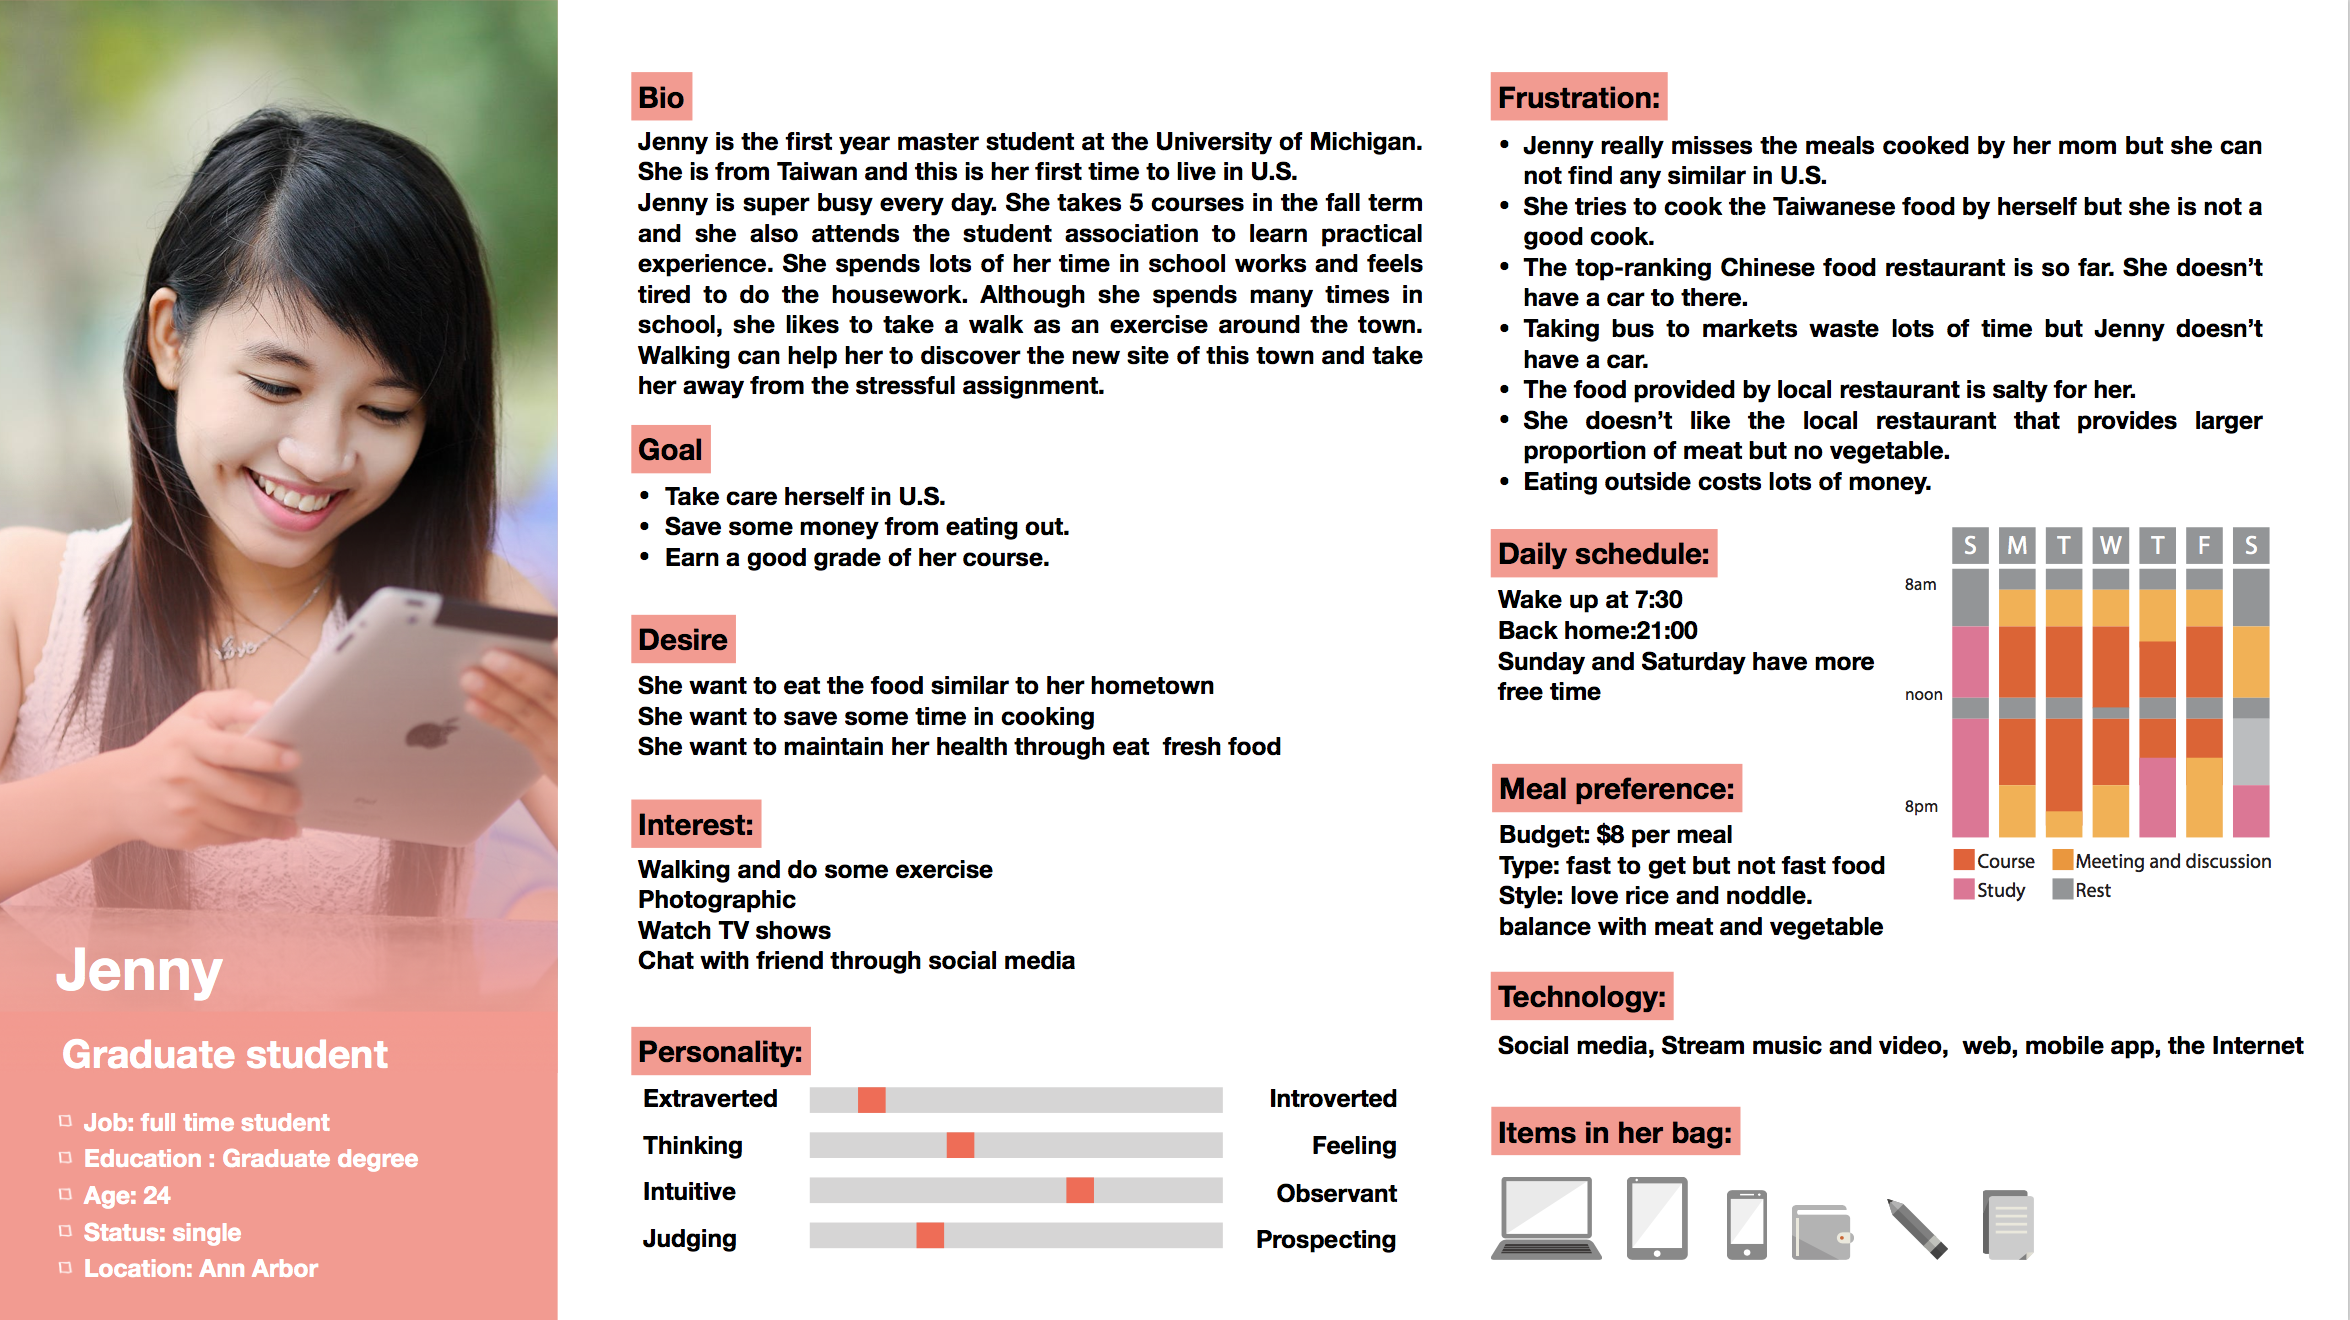 Jenny
Graduate student
Job: full time student
Education : Graduate degree
Age: 24
Status: single
Location: Ann Arbor
Bio
Jenny is the first year master student at the University of Michigan.
She is from Taiwan and this is her first time to live in U.S.
Jenny is super busy every day. She takes 5 courses in the fall term
and she also attends the student association to learn practical
experience. She spends lots of her time in school works and feels
tired to do the housework. Although she spends many times in
school, she likes to take a walk as an exercise around the town.
Walking can help her to discover the new site of this town and take
her away from the stressful assignment.
Goal
• Take care herself in U.S.
• Save some money from eating out.
• Earn a good grade of her course.
Desire
She want to eat the food similar to her hometown
She want to save some time in cooking
She want to maintain her health through eat  fresh food
Interest:
Walking and do some exercise
Photographic
Watch TV shows
Chat with friend through social media
Personality:
Extraverted Introverted
Thinking Feeling
Intuitive Observant
Judging Prospecting
Frustration:
• Jenny really misses the meals cooked by her mom but she can
not find any similar in U.S.
• She tries to cook the Taiwanese food by herself but she is not a
good cook.
• The top-ranking Chinese food restaurant is so far. She doesn’t
have a car to there.
• Taking bus to markets waste lots of time but Jenny doesn’t
have a car.
• The food provided by local restaurant is salty for her.
• She doesn’t like the local restaurant that provides larger
proportion of meat but no vegetable.
• Eating outside costs lots of money.
Daily schedule:
Wake up at 7:30
Back home:21:00
Sunday and Saturday have more
free time
S M T W T F S
8am
noon
8pm
Course Meeting and discussion
Study Rest
Meal preference:
Budget: $8 per meal
Type: fast to get but not fast food
Style: love rice and noddle.
balance with meat and vegetable
Technology:
Social media, Stream music and video,  web, mobile app, the Internet
Items in her bag: